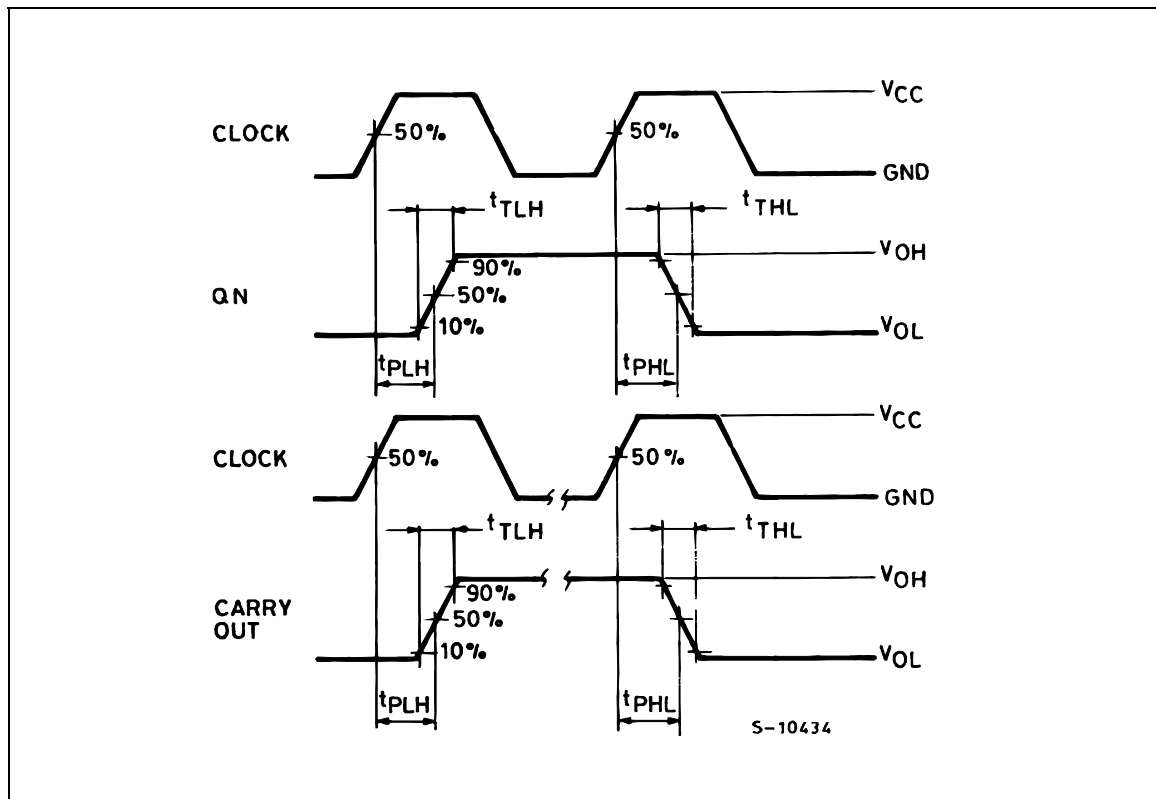 VCC
CLOCK 50% 50%
GND
tTLH tTHL
VOH
90%
QN 50%
10% VOL
tPLH tPHL
VCC
CLOCK 50% 50%
GND
tTLH tTHL
VOH
90%
CARRY
OUT
50%
10% VOL
tPLH tPHL
S-10434